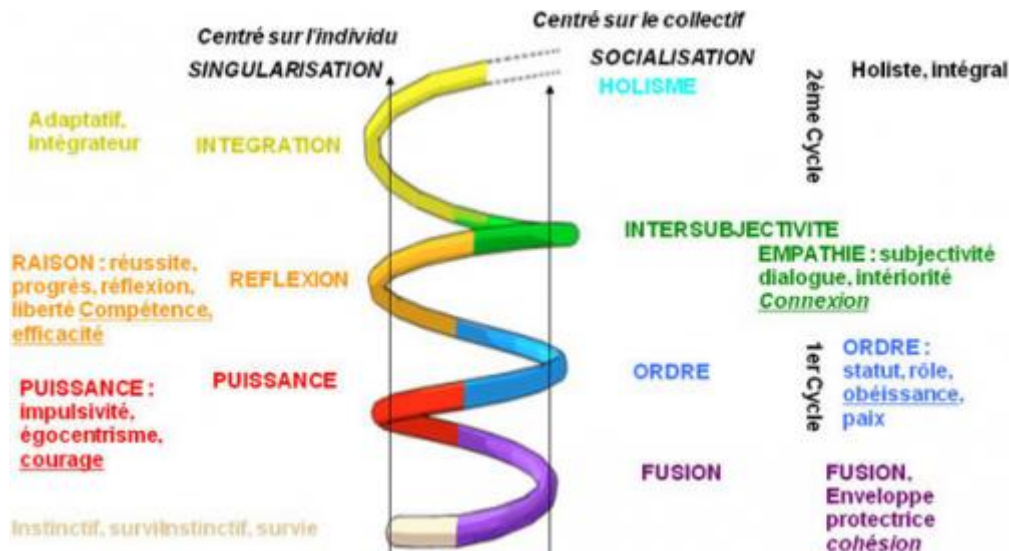 Centré sur l'individu
SINGULARISATION
Centré sur le collectif
SOCIALISATION
HOLISME
2ème Cycle
Holiste, intégral
Adaptatif,
intégrateur
INTEGRATION
INTERSUBJECTIVITE
EMPATHIE : subjectivité
dialogue, intériorité
Connexion
RAISON : réussite,
progrès, réflexion,
liberté Compétence,
efficacité
REFLEXION
1er Cycle
ORDRE
ORDRE :
statut, rôle,
obéissance,
paix
PUISSANCE :
impulsivité,
égocentrisme,
courage
PUISSANCE
FUSION
FUSION,
Enveloppe
protectrice
cohésion
Instinctif, surviInstinctif, survie